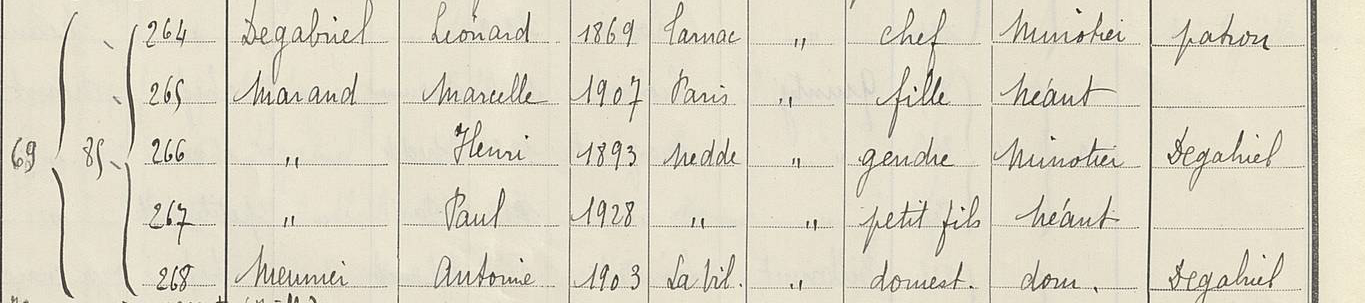 264 Degabriel Léonard 1869 Tarnac " chef Minotier patron
265 Marand Marcelle 1907 Paris " fille Néant
69 85 266 " Henri 1893 Nedde " gendre Minotier Degabriel
267 " Paul 1928 " " petit fils Néant
268 Meunier Antoine 1903 La Vil. " domest. dom. Degabriel